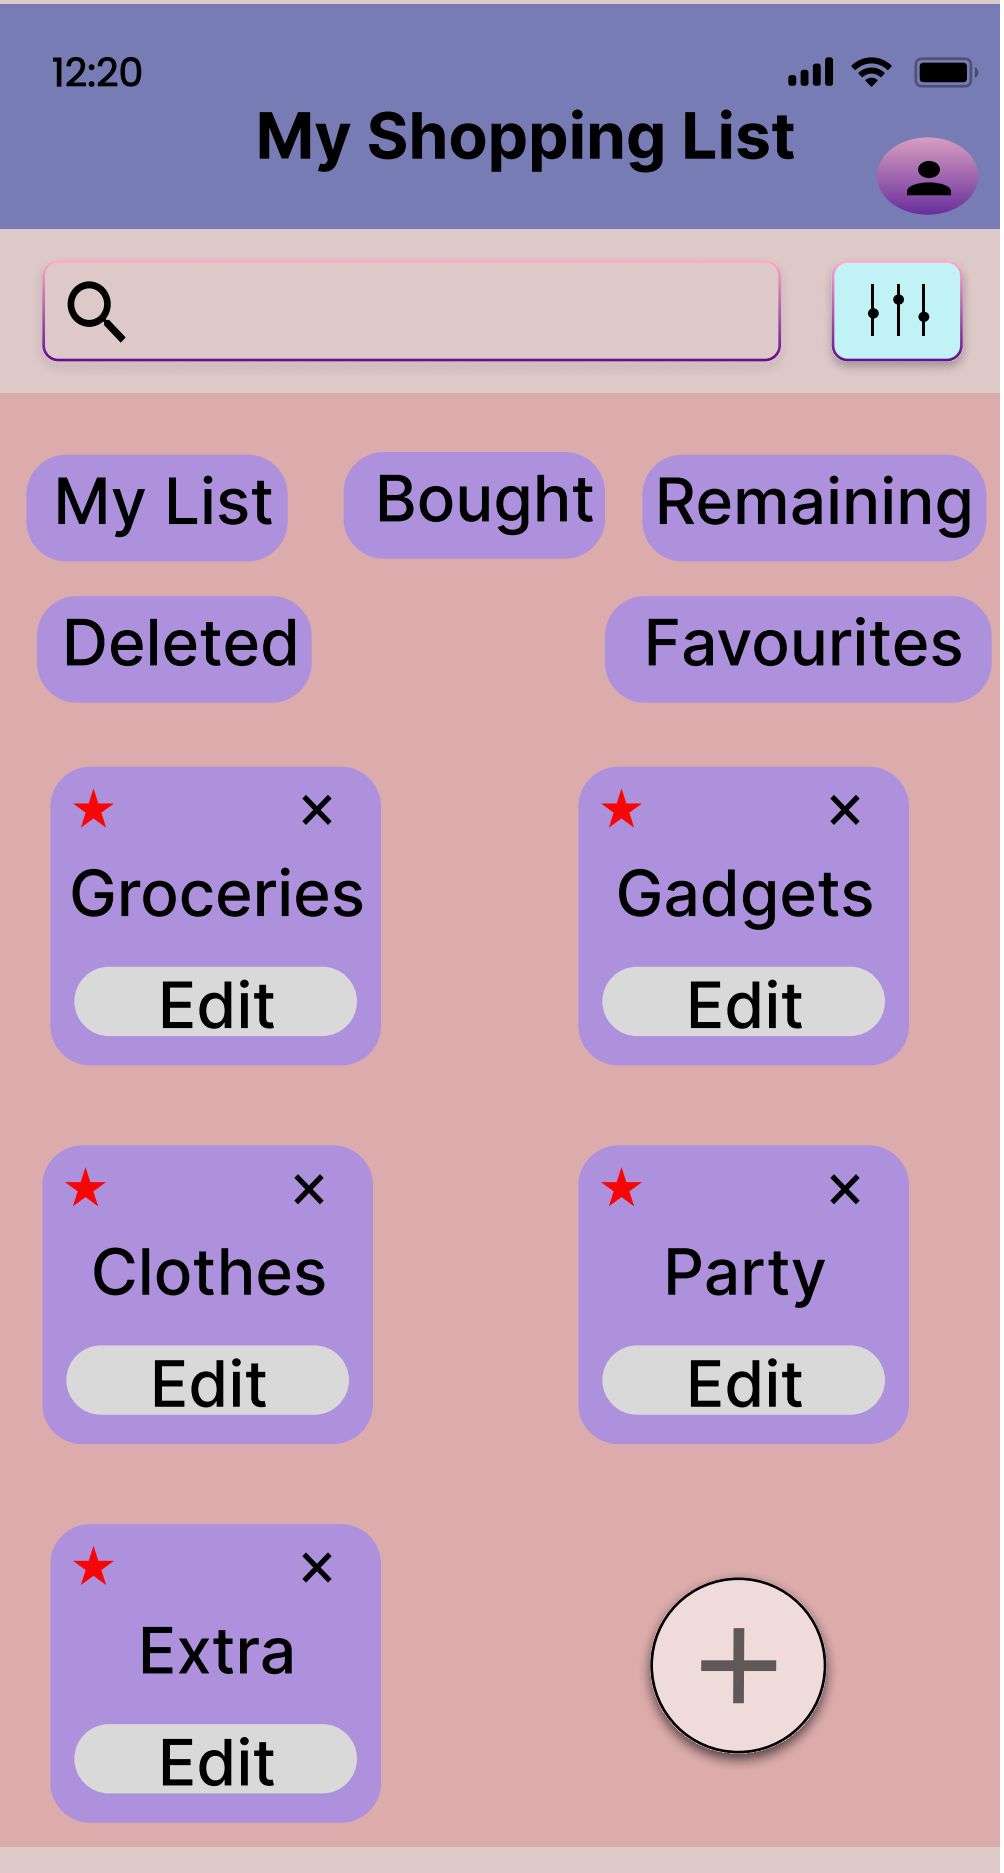 12:20
My Shopping List
My List Bought Remaining
Deleted Favourites
Groceries Gadgets
Edit Edit
Clothes Party
Edit Edit
Extra
Edit